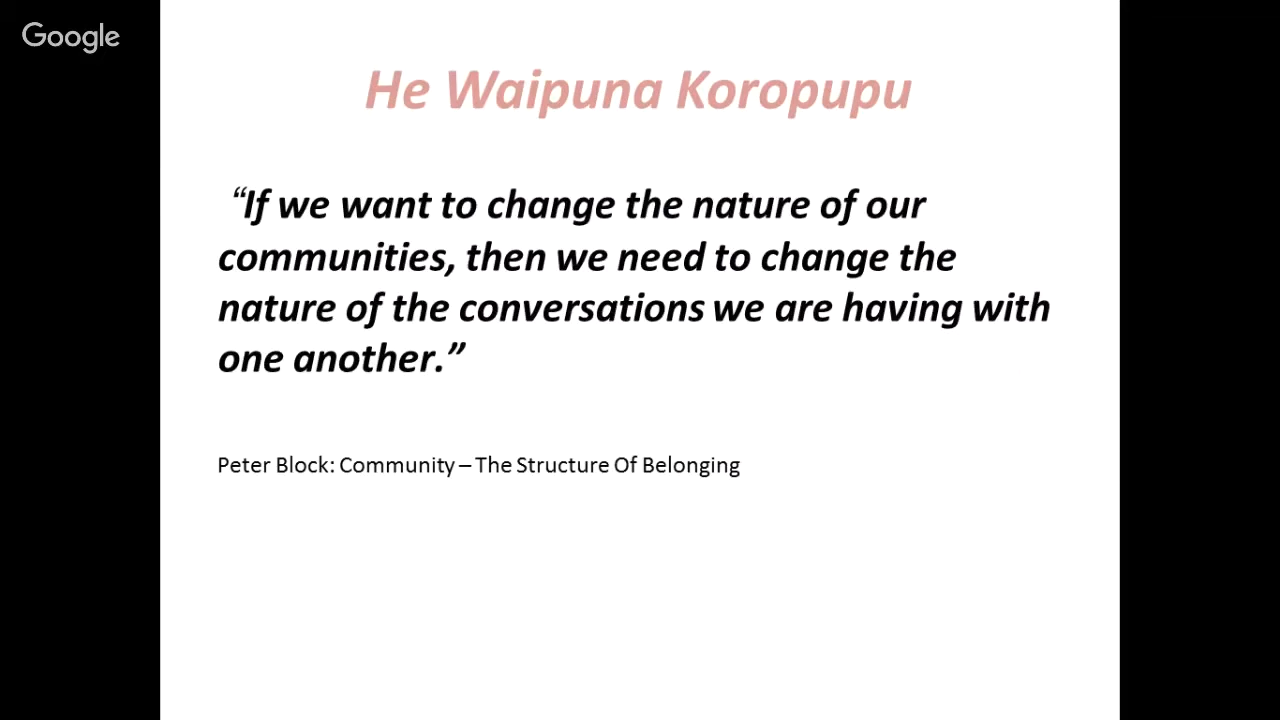 Google
He Waipuna Koropupu
“If we want to change the nature of our
communities, then we need to change the
nature of the conversations we are having with
one another.”
Peter Block: Community – The Structure Of Belonging